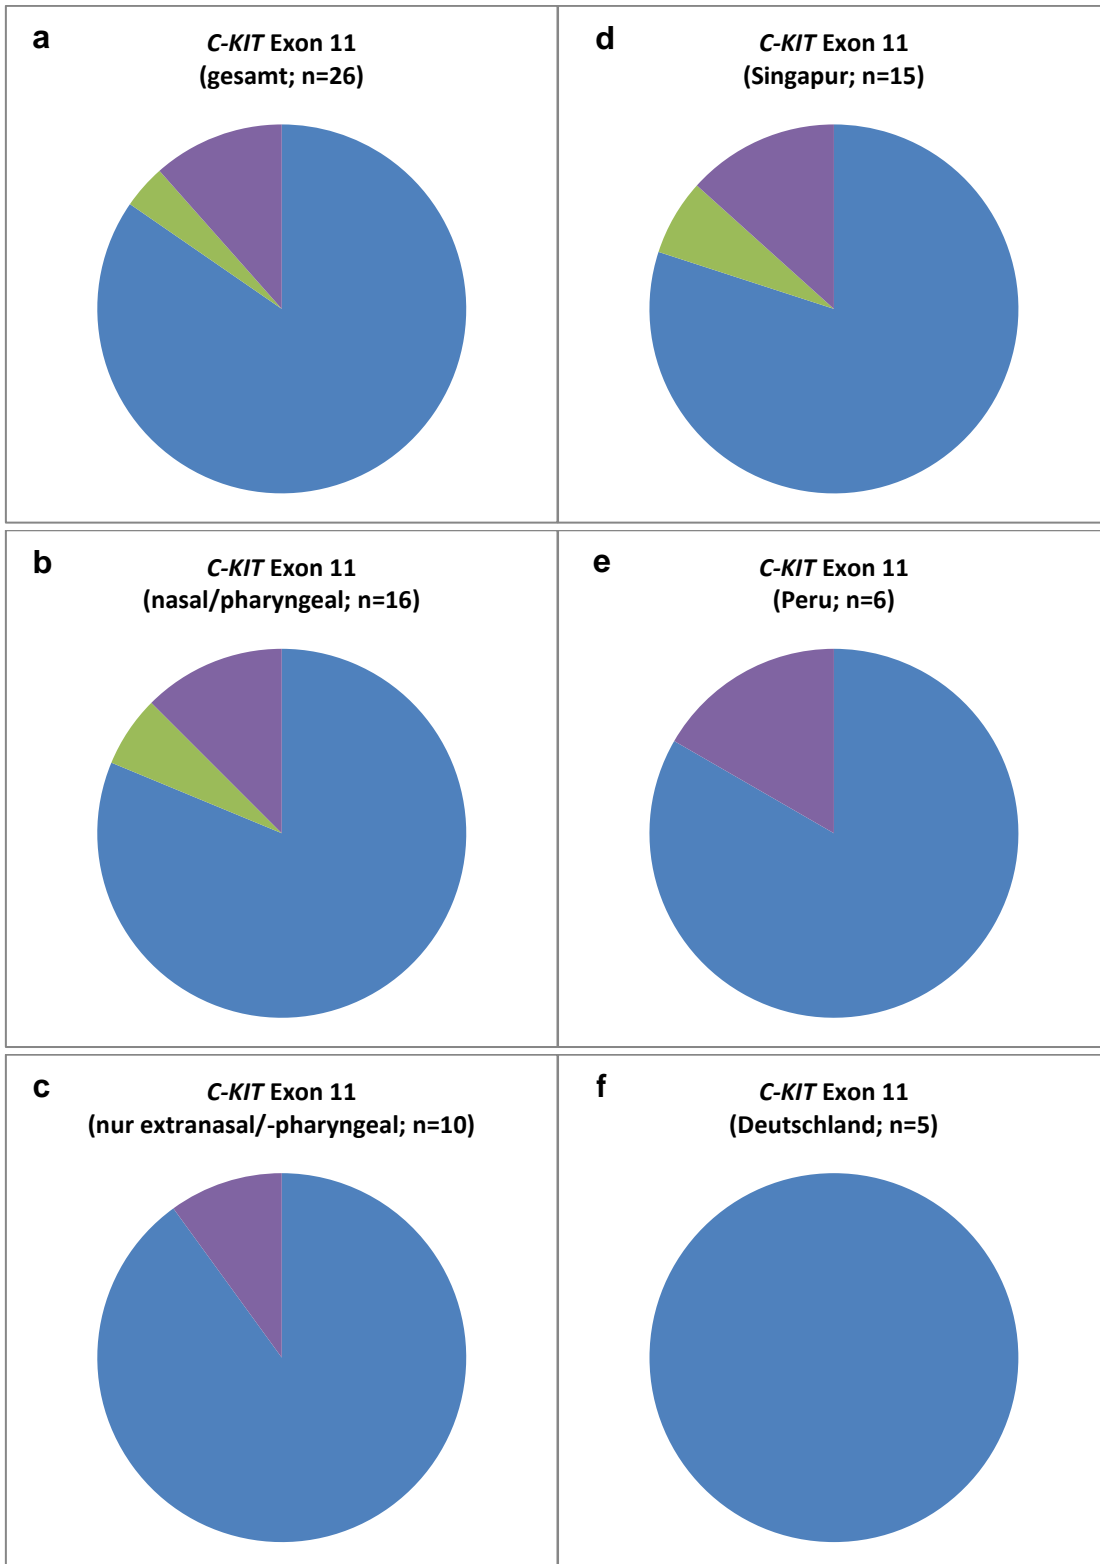 a
C-KIT Exon 11
(gesamt; n=26)
d
C-KIT Exon 11
(Singapur; n=15)
b
C-KIT Exon 11
(nasal/pharyngeal; n=16)
e
C-KIT Exon 11
(Peru; n=6)
c
C-KIT Exon 11
(nur extranasal/-pharyngeal; n=10)
f
C-KIT Exon 11
(Deutschland; n=5)